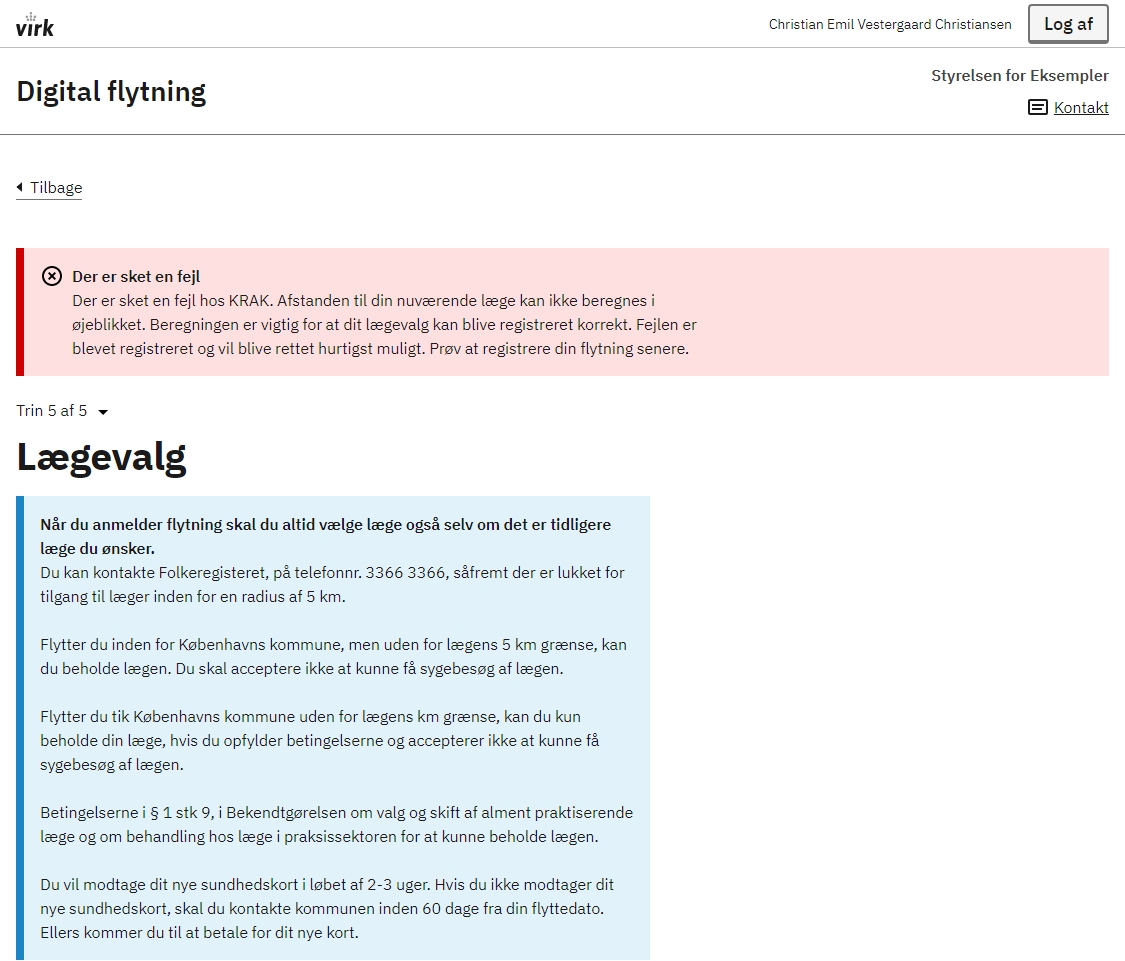 virk
Christian Emil Vestergaard Christiansen
Log af
Digital flytning
Styrelsen for Eksempler
Kontakt
Tilbage
Der er sket en fejl
Der er sket en fejl hos KRAK. Afstanden til din nuværende læge kan ikke beregnes i
øjeblikket. Beregningen er vigtig for at dit lægevalg kan blive registreret korrekt. Fejlen er
blevet registreret og vil blive rettet hurtigst muligt. Prøv at registrere din flytning senere.
Trin 5 af 5
Lægevalg
Når du anmelder flytning skal du altid vælge læge også selv om det er tidligere
læge du ønsker.
Du kan kontakte Folkeregisteret, på telefonnr. 3366 3366, såfremt der er lukket for
tilgang til læger inden for en radius af 5 km.
Flytter du inden for Københavns kommune, men uden for lægens 5 km grænse, kan
du beholde lægen. Du skal acceptere ikke at kunne få sygebesøg af lægen.
Flytter du tik Københavns kommune uden for lægens km grænse, kan du kun
beholde din læge, hvis du opfylder betingelserne og accepterer ikke at kunne få
sygebesøg af lægen.
Betingelserne i § 1 stk 9, i Bekendtgørelsen om valg og skift af alment praktiserende
læge og om behandling hos læge i praksissektoren for at kunne beholde lægen.
Du vil modtage dit nye sundhedskort i løbet af 2-3 uger. Hvis du ikke modtager dit
nye sundhedskort, skal du kontakte kommunen inden 60 dage fra din flyttedato.
Ellers kommer du til at betale for dit nye kort.